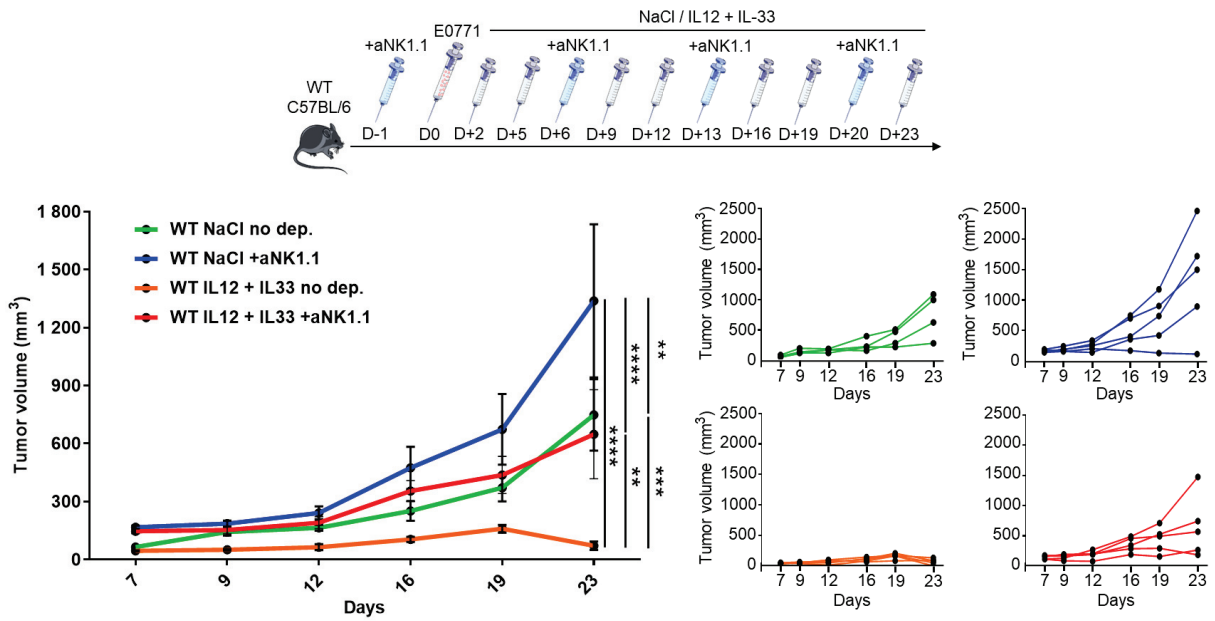 NaCl / IL12 + IL-33
E0771
+aNK1.1 +aNK1.1 +aNK1.1 +aNK1.1
WT
C57BL/6
D-1 D0 D+2 D+5 D+6 D+9 D+12 D+13 D+16 D+19 D+20 D+23
Tumor volume (mm³)
1 800
1 500
1 200
900
600
300
0
WT NaCl no dep.
WT NaCl +aNK1.1
WT IL12 + IL33 no dep.
WT IL12 + IL33 +aNK1.1
**** **** ** ** ***
7 9 12 16 19 23
Days
Tumor volume (mm³)
2500
2000
1500
1000
500
0
7 9 12 16 19 23
Days
Tumor volume (mm³)
2500
2000
1500
1000
500
0
7 9 12 16 19 23
Days
Tumor volume (mm³)
2500
2000
1500
1000
500
0
7 9 12 16 19 23
Days
Tumor volume (mm³)
2500
2000
1500
1000
500
0
7 9 12 16 19 23
Days